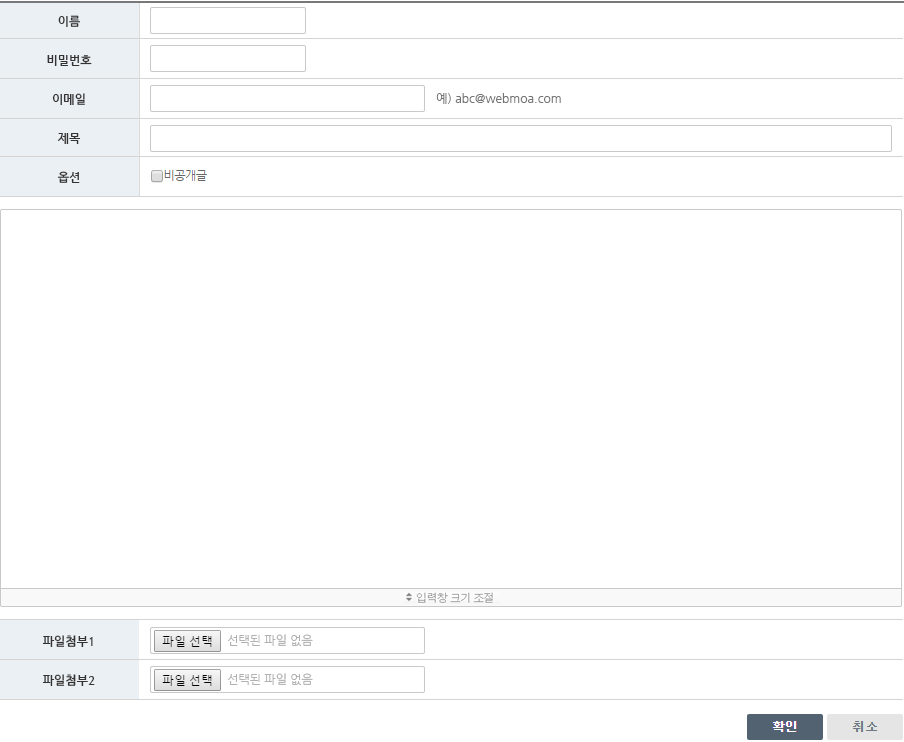 이름
비밀번호
이메일 예) abc@webmoa.com
제목
옵션 비공개글
입력창 크기 조절
파일첨부1 파일 선택 선택된 파일 없음
파일첨부2 파일 선택 선택된 파일 없음
확인 취소